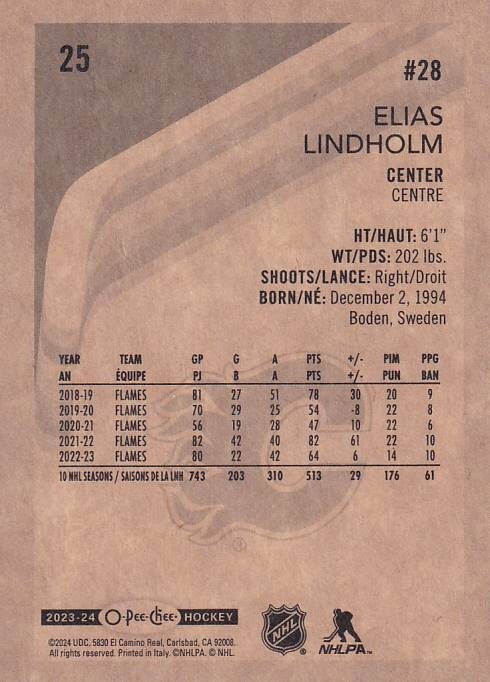 25
#28
ELIAS
LINDHOLM
CENTER
CENTRE
HT/HAUT: 6'1"
WT/PDS: 202 lbs.
SHOOTS/LANCE: Right/Droit
BORN/NÉ: December 2, 1994
Boden, Sweden
YEAR TEAM GP G A PTS +/- PIM PPG
AN ÉQUIPE PJ B A PTS +/- PUN BAN
2018-19 FLAMES 81 27 51 78 30 20 9
2019-20 FLAMES 70 29 25 54 -8 22 8
2020-21 FLAMES 56 19 28 47 10 22 6
2021-22 FLAMES 82 42 40 82 61 22 10
2022-23 FLAMES 80 22 42 64 6 14 10
10 NHL SEASONS / SAISONS DE LA LNH 743 203 310 513 29 176 61
®
2023-24 O-Pee-Chee HOCKEY
NHL ®
NHLPA™
©2024 UDC. 5830 El Camino Real, Carlsbad, CA 92008.
All rights reserved. Printed in Italy. ©NHLPA. © NHL.